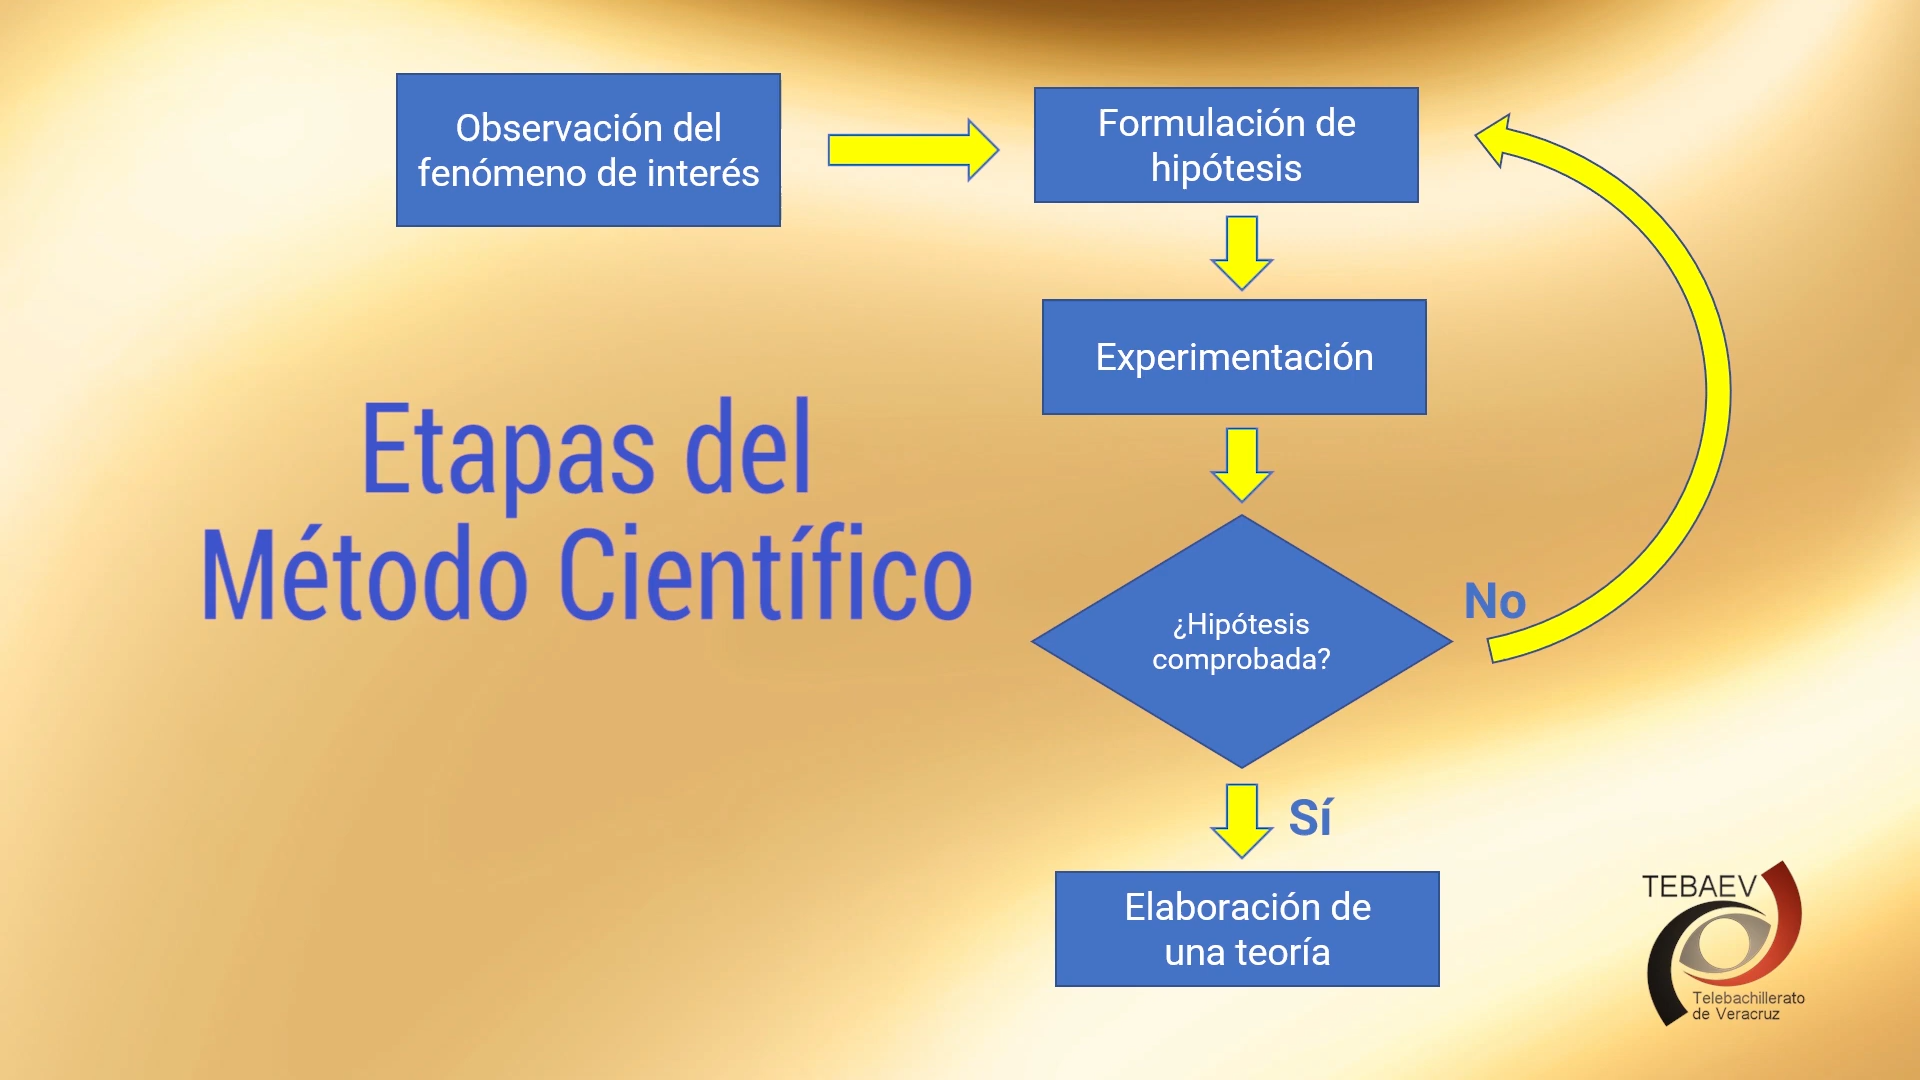 Observación del
fenómeno de interés
Formulación de
hipótesis
Experimentación
Etapas del
Método Científico
¿Hipótesis
comprobada?
No
Sí
Elaboración de
una teoría
TEBAEV
Telebachillerato
de Veracruz